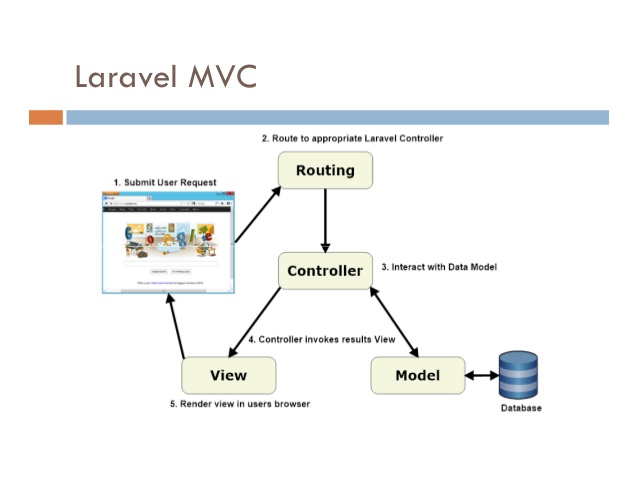 Laravel MVC
2. Route to appropriate Laravel Controller
Routing
1. Submit User Request
Controller
3. Interact with Data Model
4. Controller invokes results View
View
Model
5. Render view in users browser
Database